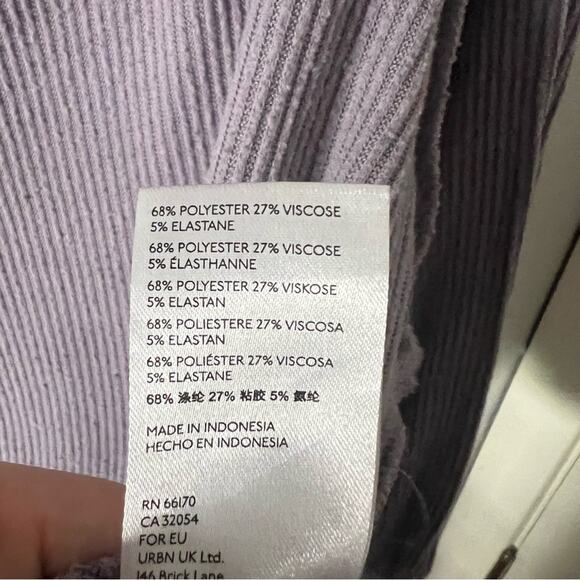 68% POLYESTER 27% VISCOSE
5% ELASTANE
68% POLYESTER 27% VISCOSE
5% ÉLASTHANNE
68% POLYESTER 27% VISKOSE
5% ELASTAN
68% POLIESTERE 27% VISCOSA
5% ELASTAN
68% POLIÉSTER 27% VISCOSA
5% ELASTANE
68% 涤纶 27% 粘胶 5% 氨纶
MADE IN INDONESIA
HECHO EN INDONESIA
RN 66170
CA 32054
FOR EU
URBN UK Ltd.
146 Brick Lane